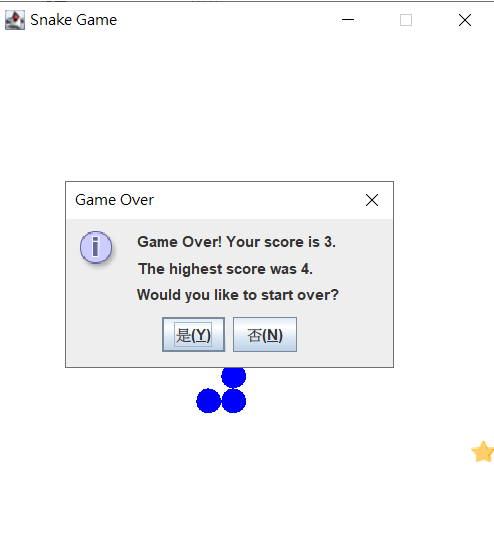 Snake Game
Game Over
Game Over! Your score is 3.
The highest score was 4.
Would you like to start over?
是(Y) 否(N)